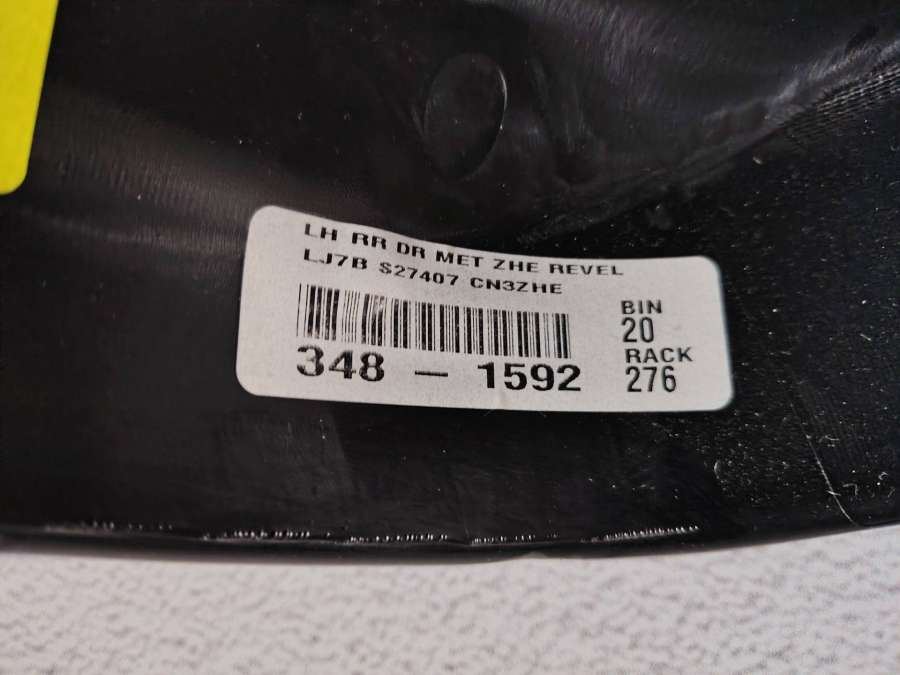 LH RR DR MET ZHE REVEL
LJ7B S27407 CN3ZHE
348 — 1592
BIN
20
RACK
276